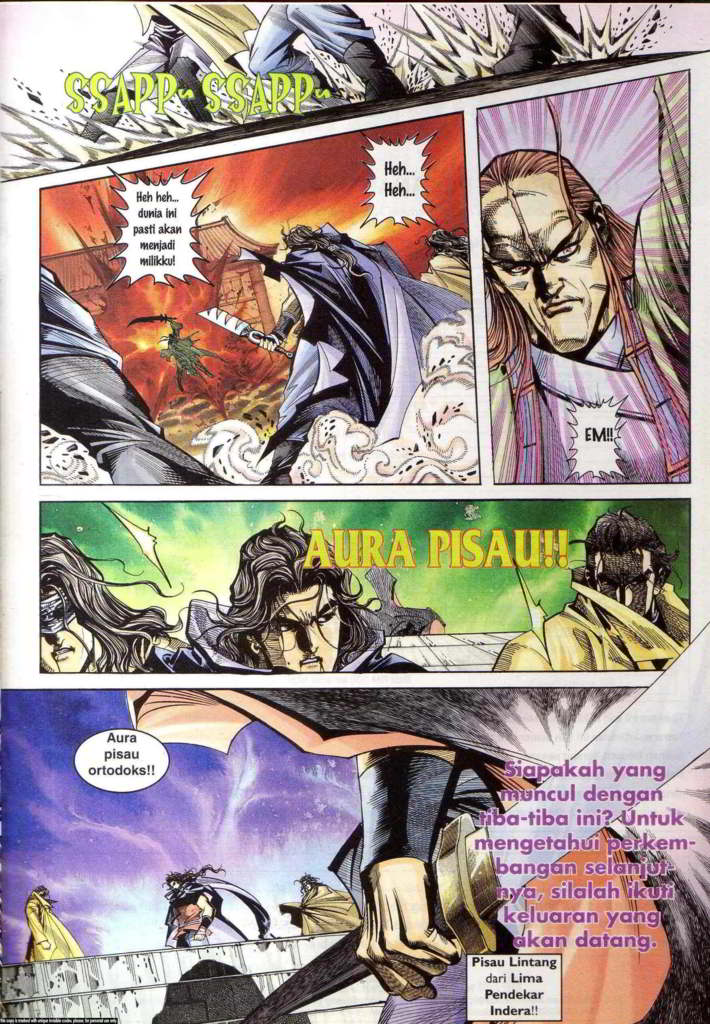 SSAPP.. SSAPP..
Heh heh...
dunia ini
pasti akan
menjadi
milikku!
Heh...
Heh...
EM!!
AURA PISAU!!
Aura
pisau
ortodoks!!
Siapakah yang
muncul dengan
tiba-tiba ini? Untuk
mengetahui perkem-
bangan selanjut-
nya, silalah ikuti
keluaran yang
akan datang.
Pisau Lintang
dari Lima
Pendekar
Indera!!